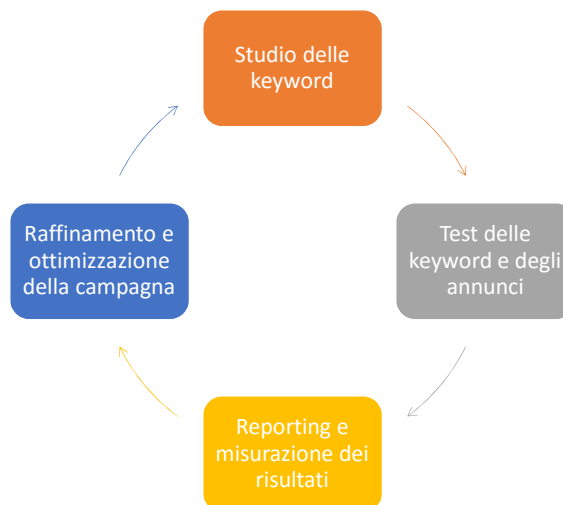 Studio delle
keyword
Test delle
keyword e degli
annunci
Reporting e
misurazione dei
risultati
Raffinamento e
ottimizzazione
della campagna